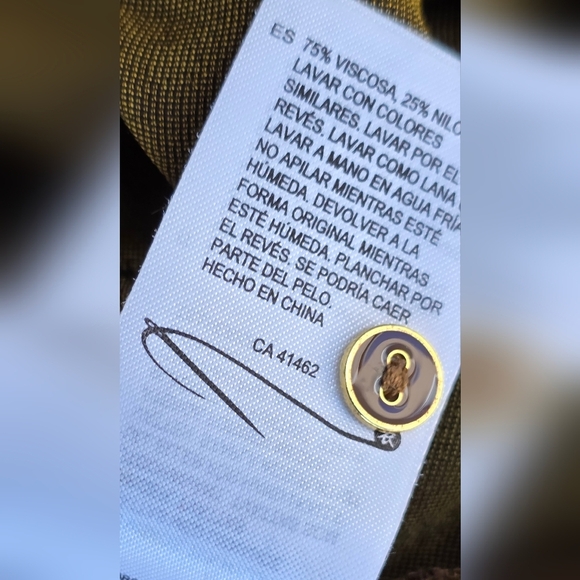 ES 75% VISCOSA, 25% NILO
LAVAR CON COLORES
SIMILARES. LAVAR POR EL
REVÉS. LAVAR COMO LANA
LAVAR A MANO EN AGUA FRÍA
NO APILAR MIENTRAS ESTÉ
HÚMEDA. DEVOLVER A LA
FORMA ORIGINAL MIENTRAS
ESTÉ HÚMEDA. PLANCHAR POR
EL REVÉS. SE PODRÍA CAER
PARTE DEL PELO.
HECHO EN CHINA
CA 41462